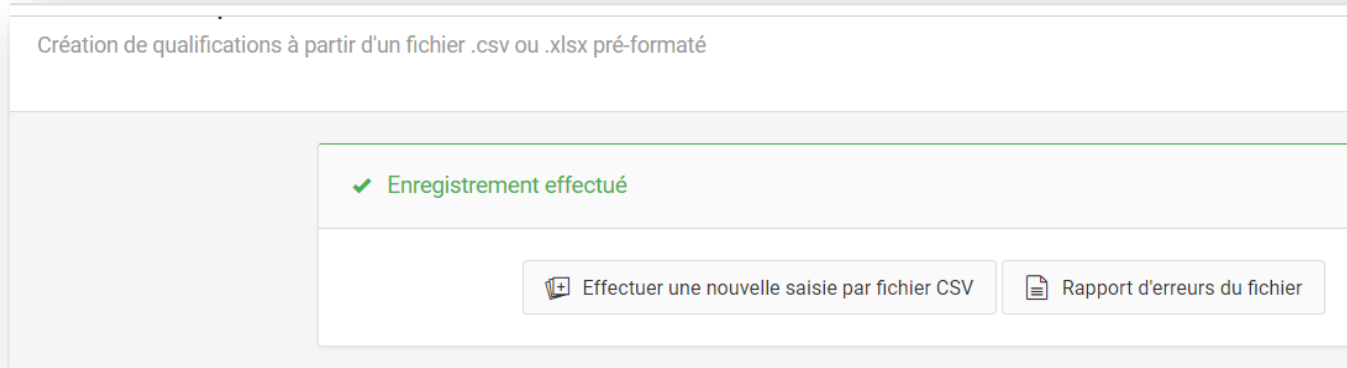 Création de qualifications à partir d'un fichier .csv ou .xlsx pré-formaté
Enregistrement effectué
Effectuer une nouvelle saisie par fichier CSV
Rapport d'erreurs du fichier